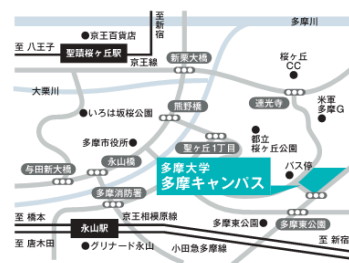 至新宿
多摩川
●京王百貨店
至 八王子
聖蹟桜ヶ丘駅
京王線
新栗大橋
桜ヶ丘
CC
大栗川
連光寺
米軍
多摩G
●いろは坂桜公園
熊野橋
多摩市役所●
聖ヶ丘1丁目
都立
桜ヶ丘公園
永山橋
与田新大橋
多摩大学
多摩キャンパス
バス停
多摩消防署
至 橋本
京王相模原線
多摩東公園●
多摩東公園
永山駅
至 新宿
至 唐木田
●グリナード永山
小田急多摩線